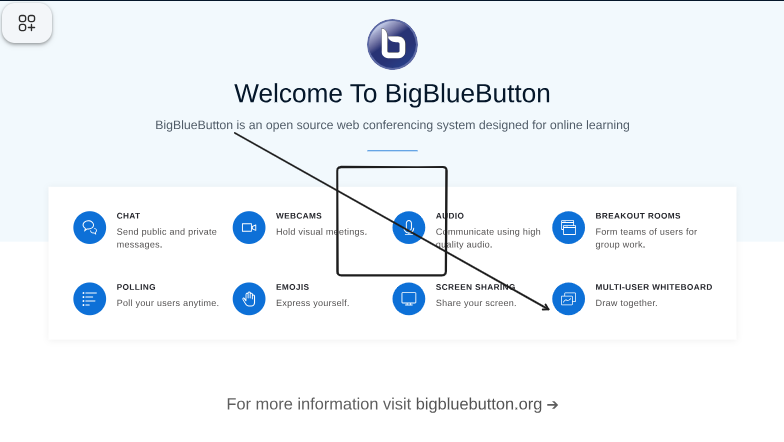 Welcome To BigBlueButton
BigBlueButton is an open source web conferencing system designed for online learning
CHAT
Send public and private
messages.
WEBCAMS
Hold visual meetings.
AUDIO
Communicate using high
quality audio.
BREAKOUT ROOMS
Form teams of users for
group work.
POLLING
Poll your users anytime.
EMOJIS
Express yourself.
SCREEN SHARING
Share your screen.
MULTI-USER WHITEBOARD
Draw together.
For more information visit bigbluebutton.org ➔